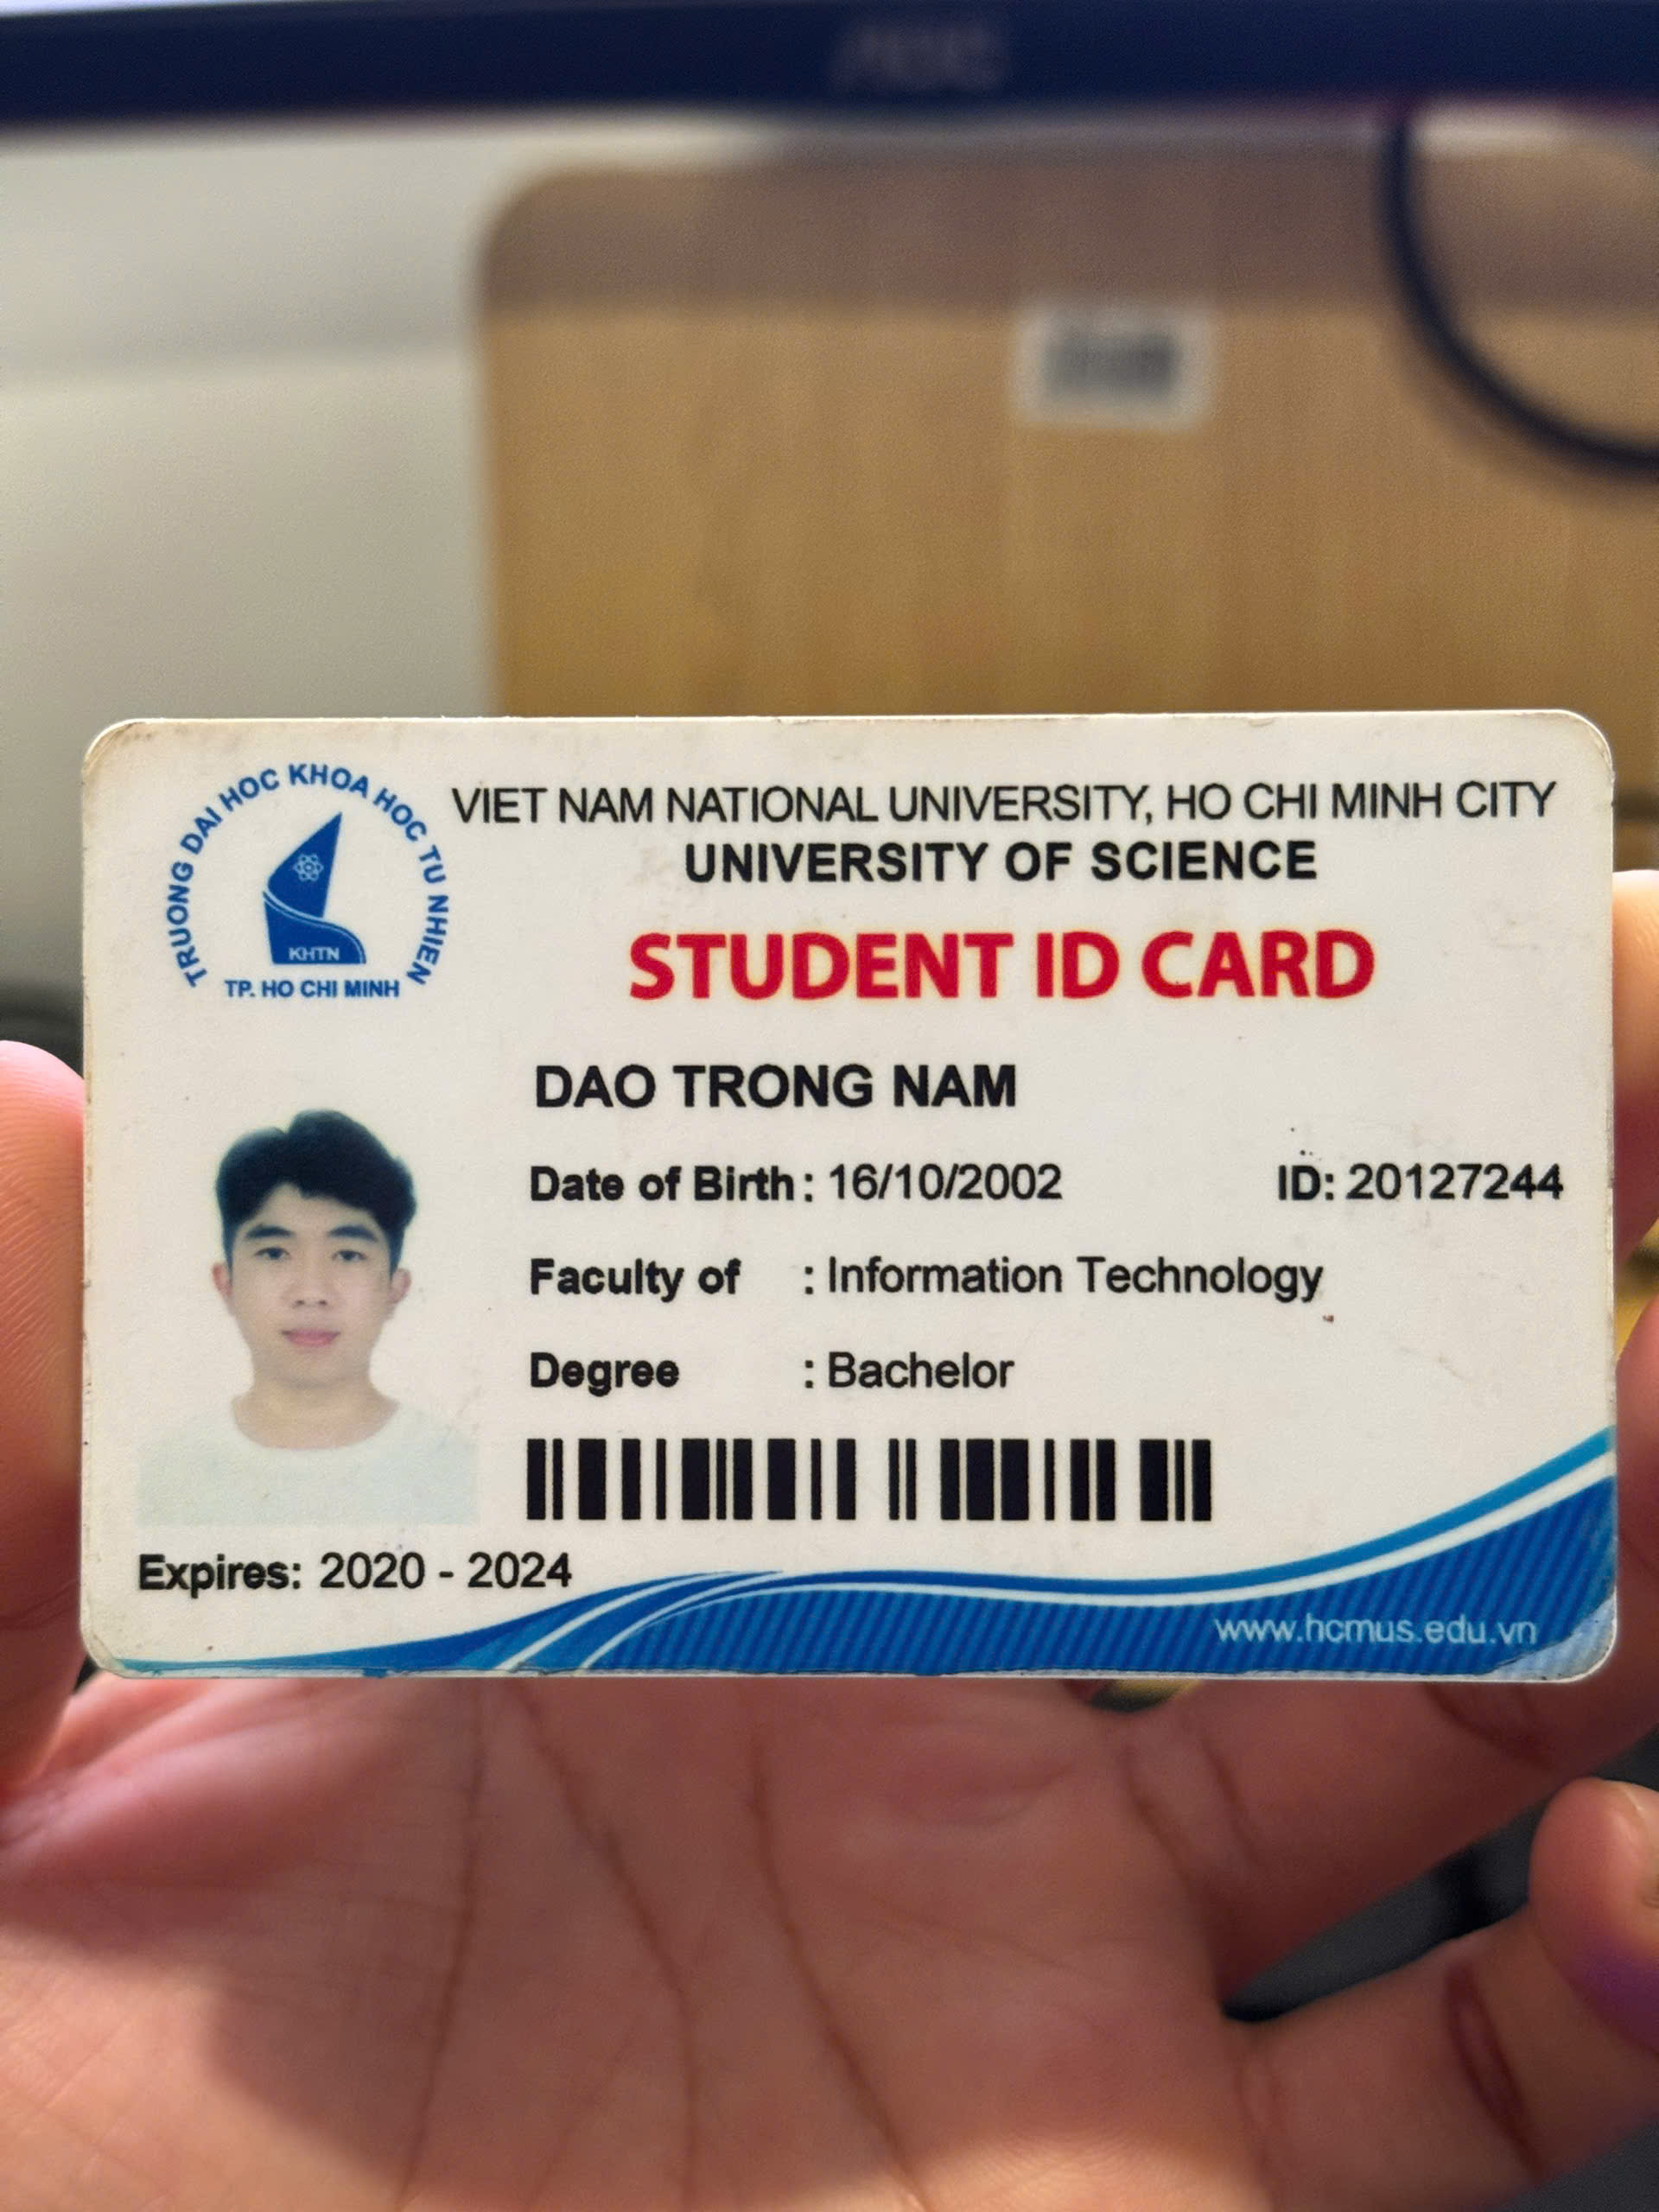 TRUONG DAI HOC KHOA HOC TU NHIEN
KHTN
TP. HO CHI MINH
VIET NAM NATIONAL UNIVERSITY, HO CHI MINH CITY
UNIVERSITY OF SCIENCE
STUDENT ID CARD
DAO TRONG NAM
Date of Birth : 16/10/2002 ID: 20127244
Faculty of : Information Technology
Degree : Bachelor
Expires: 2020 - 2024
www.hcmus.edu.vn